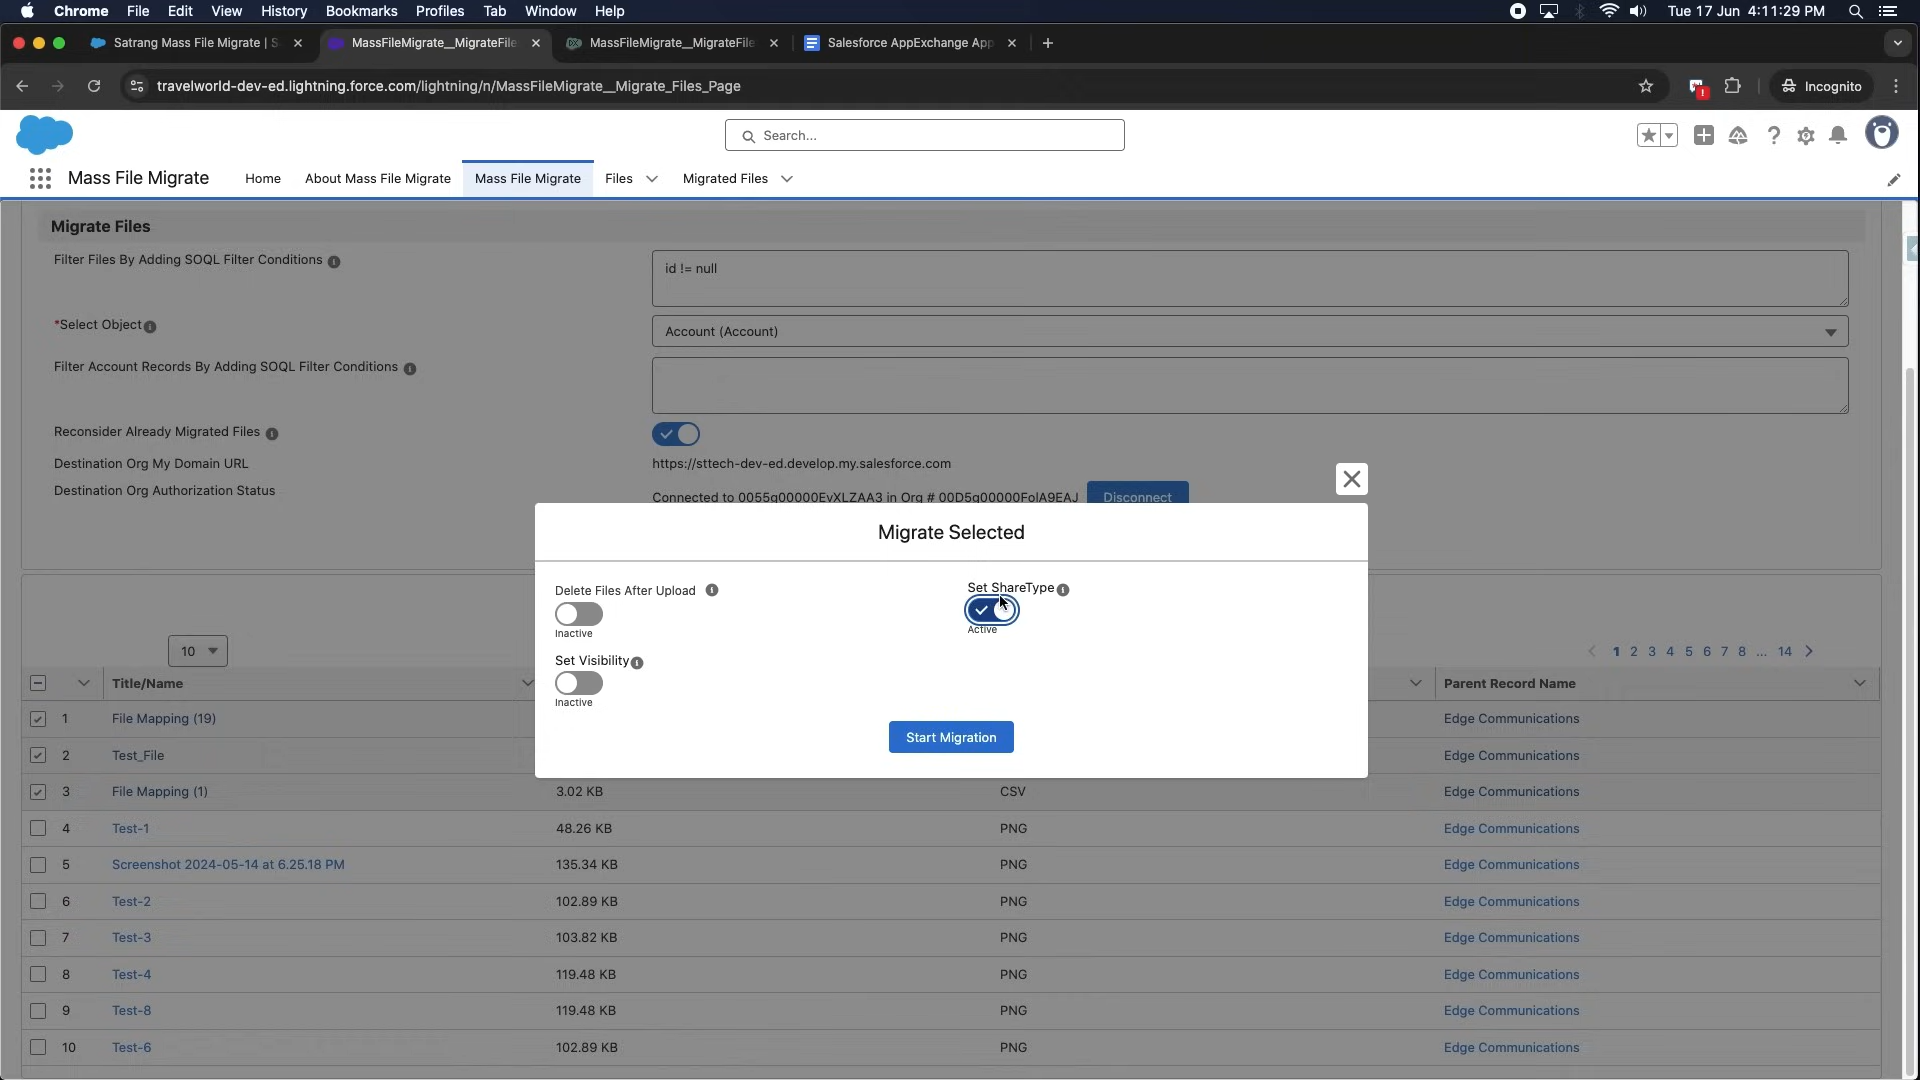 Chrome File Edit View History Bookmarks Profiles Tab Window Help Tue 17 Jun 4:11:29 PM
Satrang Mass File Migrate | S MassFileMigrate__MigrateFile MassFileMigrate__MigrateFile Salesforce AppExchange App
travelworld-dev-ed.lightning.force.com/lightning/n/MassFileMigrate__Migrate_Files_Page Incognito
Search...
Mass File Migrate Home About Mass File Migrate Mass File Migrate Files Migrated Files
Migrate Files
Filter Files By Adding SOQL Filter Conditions id != null
*Select Object Account (Account)
Filter Account Records By Adding SOQL Filter Conditions
Reconsider Already Migrated Files
Destination Org My Domain URL https://sttech-dev-ed.develop.my.salesforce.com
Destination Org Authorization Status Connected to 0055g00000EvXLZAA3 in Org # 00D5g00000FolA9EAJ Disconnect
Migrate Selected
Delete Files After Upload Set ShareType
Inactive Active
Set Visibility
Inactive
Start Migration
10 1 2 3 4 5 6 7 8 ... 14
Title/Name Parent Record Name
1 File Mapping (19) Edge Communications
2 Test_File Edge Communications
3 File Mapping (1) 3.02 KB CSV Edge Communications
4 Test-1 48.26 KB PNG Edge Communications
5 Screenshot 2024-05-14 at 6.25.18 PM 135.34 KB PNG Edge Communications
6 Test-2 102.89 KB PNG Edge Communications
7 Test-3 103.82 KB PNG Edge Communications
8 Test-4 119.48 KB PNG Edge Communications
9 Test-8 119.48 KB PNG Edge Communications
10 Test-6 102.89 KB PNG Edge Communications